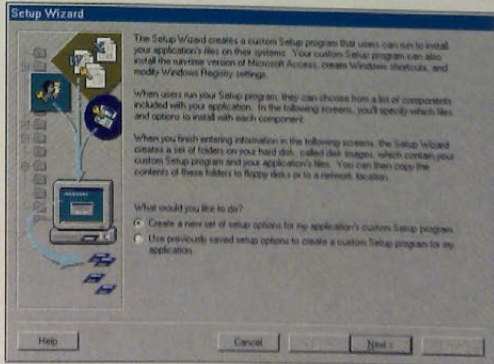 Setup Wizard
The Setup Wizard creates a custom Setup program that users can run to install
your application's files on their systems. Your custom Setup program can also
install the run-time version of Microsoft Access, create Windows shortcuts, and
modify Windows Registry settings.
When users run your Setup program, they can choose from a list of components
included with your application. In the following screens, you'll specify which files
and options to install with each component.
When you finish entering information in the following screens, the Setup Wizard
creates a set of folders on your hard disk, called disk images, which contain your
custom Setup program and your application's files. You can then copy the
contents of these folders to floppy disks or to a network location.
What would you like to do?
Create a new set of setup options for my application's custom Setup program.
Use previously saved setup options to create a custom Setup program for my
application.
Help
Cancel
Next >